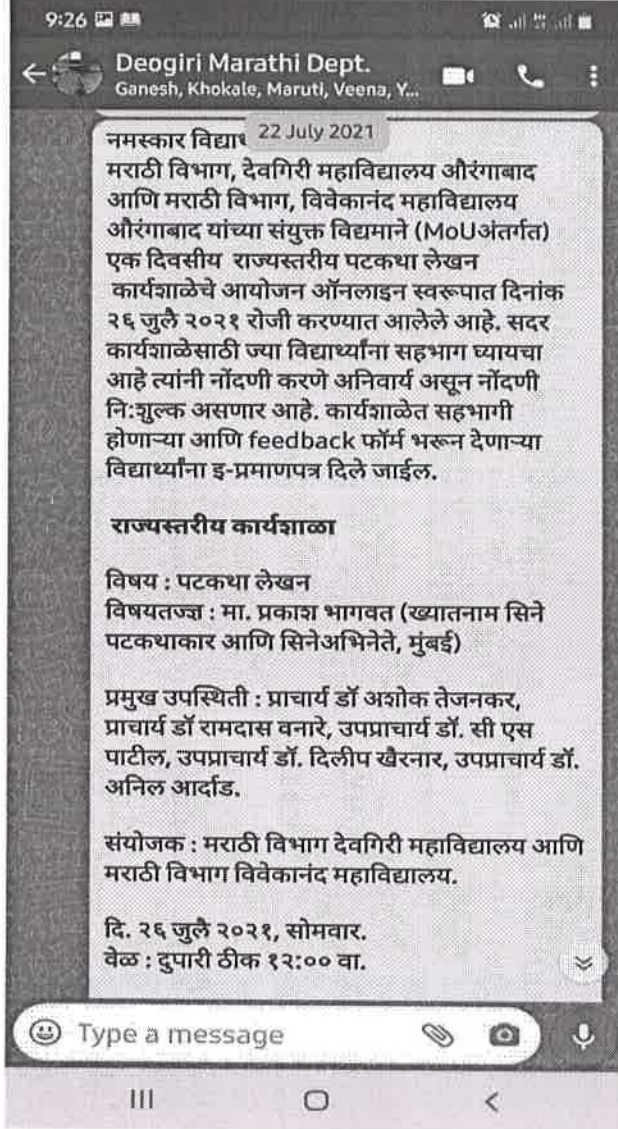 9:26
Deogiri Marathi Dept.
Ganesh, Khokale, Maruti, Veena, Y...
22 July 2021
नमस्कार
मराठी विभाग, देवगिरी महाविद्यालय औरंगाबाद
आणि मराठी विभाग, विवेकानंद महाविद्यालय
औरंगाबाद यांच्या संयुक्त विद्यमाने (MoUअंतर्गत)
एक दिवसीय राज्यस्तरीय पटकथा लेखन
कार्यशाळेचे आयोजन ऑनलाइन स्वरूपात दिनांक
२६ जुलै २०२१ रोजी करण्यात आलेले आहे. सदर
कार्यशाळेसाठी ज्या विद्यार्थ्यांना सहभाग घ्यायचा
आहे त्यांनी नोंदणी करणे अनिवार्य असून नोंदणी
नि:शुल्क असणार आहे. कार्यशाळेत सहभागी
होणाऱ्या आणि feedback फॉर्म भरून देणाऱ्या
विद्यार्थ्यांना इ-प्रमाणपत्र दिले जाईल.
राज्यस्तरीय कार्यशाळा
विषय : पटकथा लेखन
विषयतज्ज्ञ : मा. प्रकाश भागवत (ख्यातनाम सिने
पटकथाकार आणि सिनेअभिनेते, मुंबई)
प्रमुख उपस्थिती : प्राचार्य डॉ अशोक तेजनकर,
प्राचार्य डॉ रामदास वनारे, उपप्राचार्य डॉ. सी एस
पाटील, उपप्राचार्य डॉ. दिलीप खैरनार, उपप्राचार्य डॉ.
अनिल आर्दाड.
संयोजक : मराठी विभाग देवगिरी महाविद्यालय आणि
मराठी विभाग विवेकानंद महाविद्यालय.
दि. २६ जुलै २०२१, सोमवार.
वेळ : दुपारी ठीक १२:०० वा.
Type a message